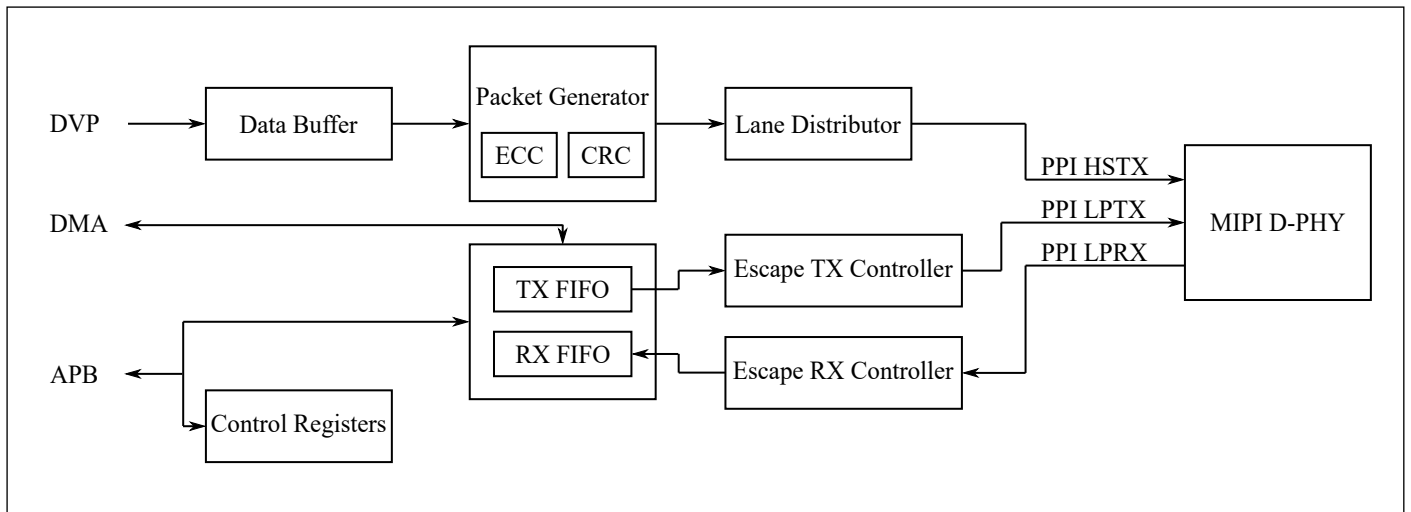 DVP
Data Buffer
Packet Generator
ECC
CRC
Lane Distributor
PPI HSTX
MIPI D-PHY
DMA
PPI LPTX
TX FIFO
Escape TX Controller
PPI LPRX
RX FIFO
Escape RX Controller
APB
Control Registers